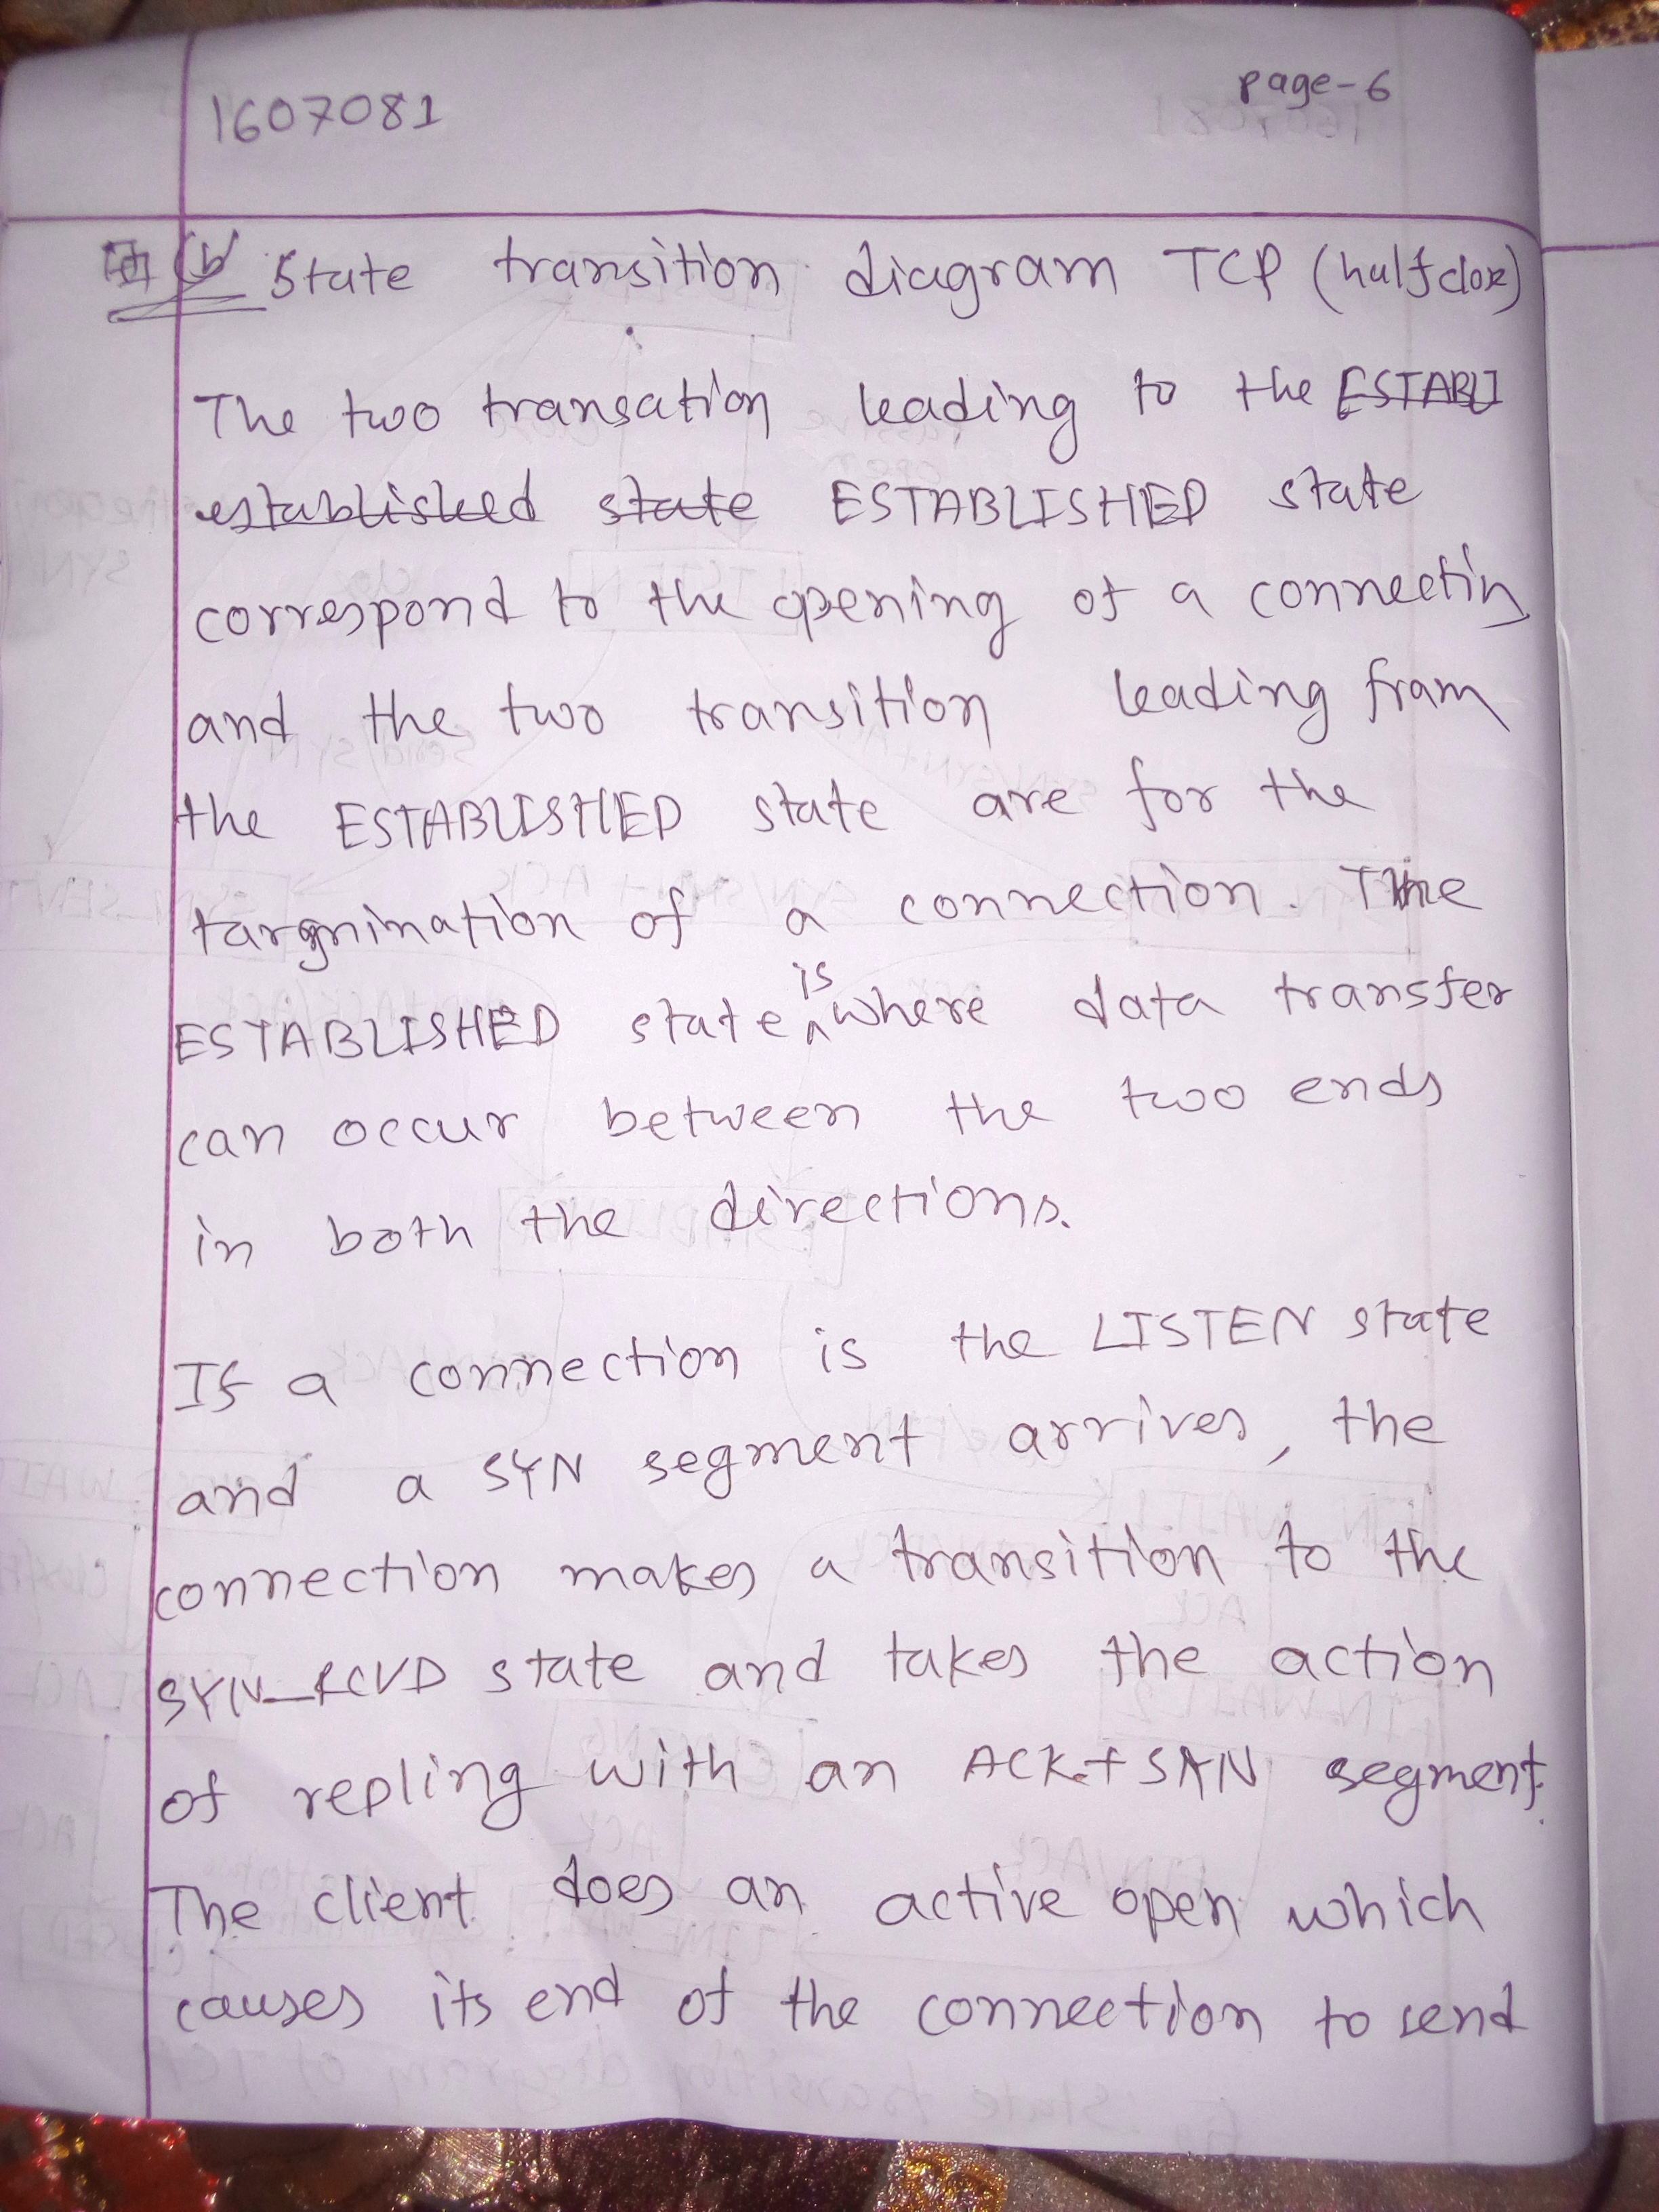 1607081
page-6
(b) State transition diagram TCP (half close)
The two transation leading to the ESTABLI
established state ESTABLISHED state
correspond to the opening of a connectin
and the two transition leading fram
the ESTABLISHED state are for the
targmination of a connection. The
ESTABLISHED state is where data transfer
can occur between the two ends
in both the directions.
If a connection is the LISTEN state
and a SYN segment arrives, the
connection makes a transition to the
SYN_RCVD state and takes the action
of repling with an ACK+SAN segment.
The client does an active open which
causes its end of the connection to send